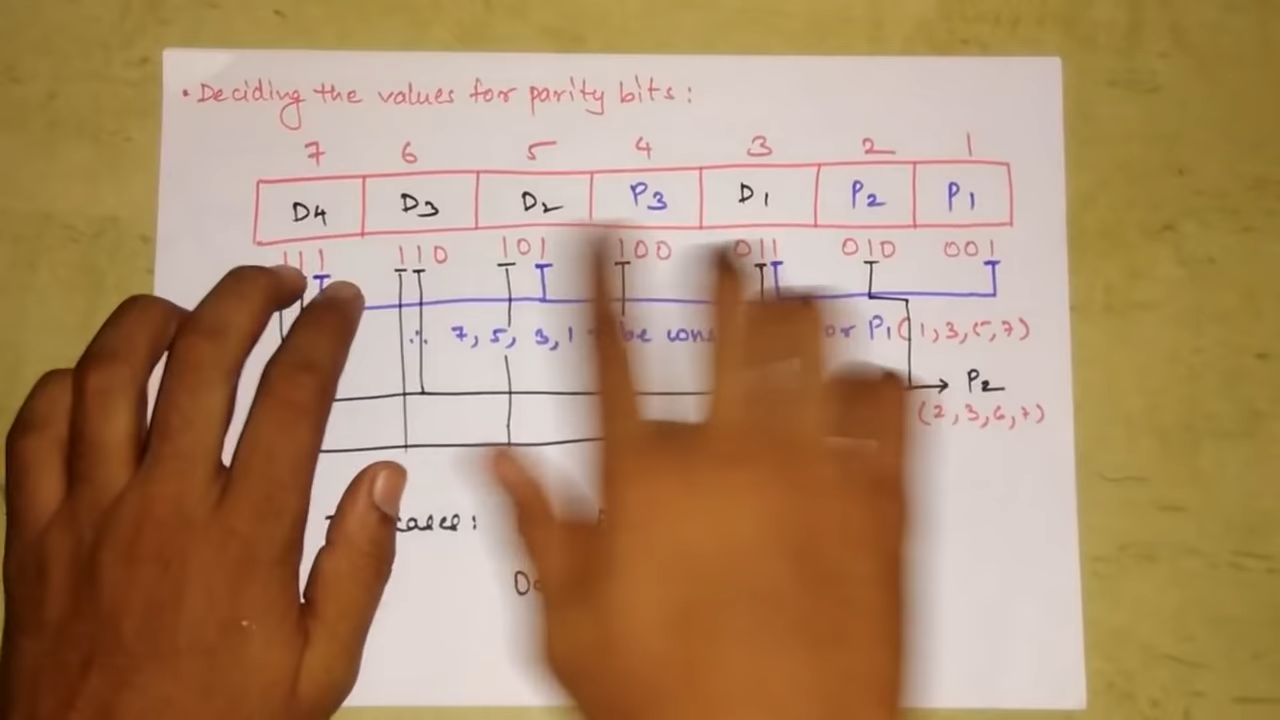 • Deciding the values for parity bits:
7 6 5 4 3 2 1
D4 D3 D2 P3 D1 P2 P1
111 110 101 100 011 010 001
∴ 7, 5, 3, 1 be P1 (1, 3, 5, 7)
→ P2
(2, 3, 6, 7)
cases: